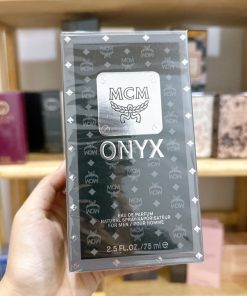 MCM
ONYX
EAU DE PARFUM
NATURAL SPRAY/VAPORISATEUR
FOR MEN / POUR HOMME
2.5 FL.OZ. / 75 ml ℮